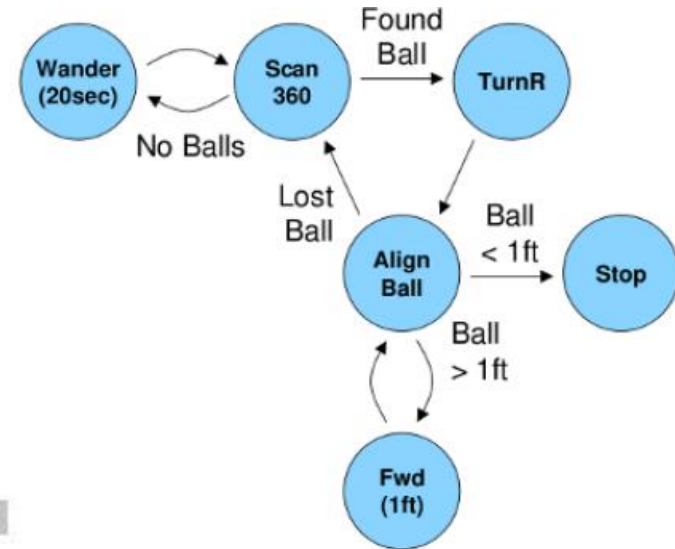 Wander
(20sec)
Scan
360
Found
Ball
TurnR
No Balls
Lost
Ball
Align
Ball
Ball
< 1ft
Stop
Ball
> 1ft
Fwd
(1ft)